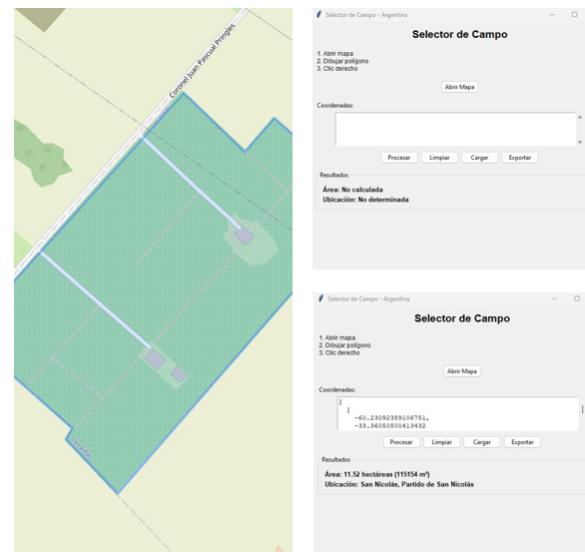 Coronel Juan Pascual Pringles
Selector de Campo - Argentina
Selector de Campo
1. Abrir mapa
2. Dibujar polígono
3. Clic derecho
Abrir Mapa
Coordenadas:
Procesar Limpiar Cargar Exportar
Resultados
Área: No calculada
Ubicación: No determinada
Selector de Campo - Argentina
Selector de Campo
1. Abrir mapa
2. Dibujar polígono
3. Clic derecho
Abrir Mapa
Coordenadas:
[
[
-60.23092389106751,
-33.36050800413432
Procesar Limpiar Cargar Exportar
Resultados
Área: 11.52 hectáreas (115154 m²)
Ubicación: San Nicolás, Partido de San Nicolás